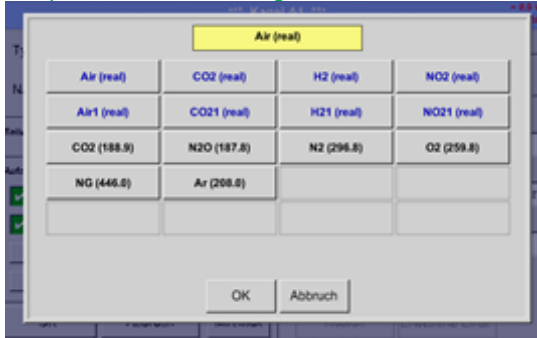 *** Kanal A1 ***
Air (real)
Air (real) CO2 (real) H2 (real) NO2 (real)
Air1 (real) CO21 (real) H21 (real) NO21 (real)
CO2 (188.9) N2O (187.8) N2 (296.8) O2 (259.8)
NG (446.0) Ar (208.0)
OK Abbruch